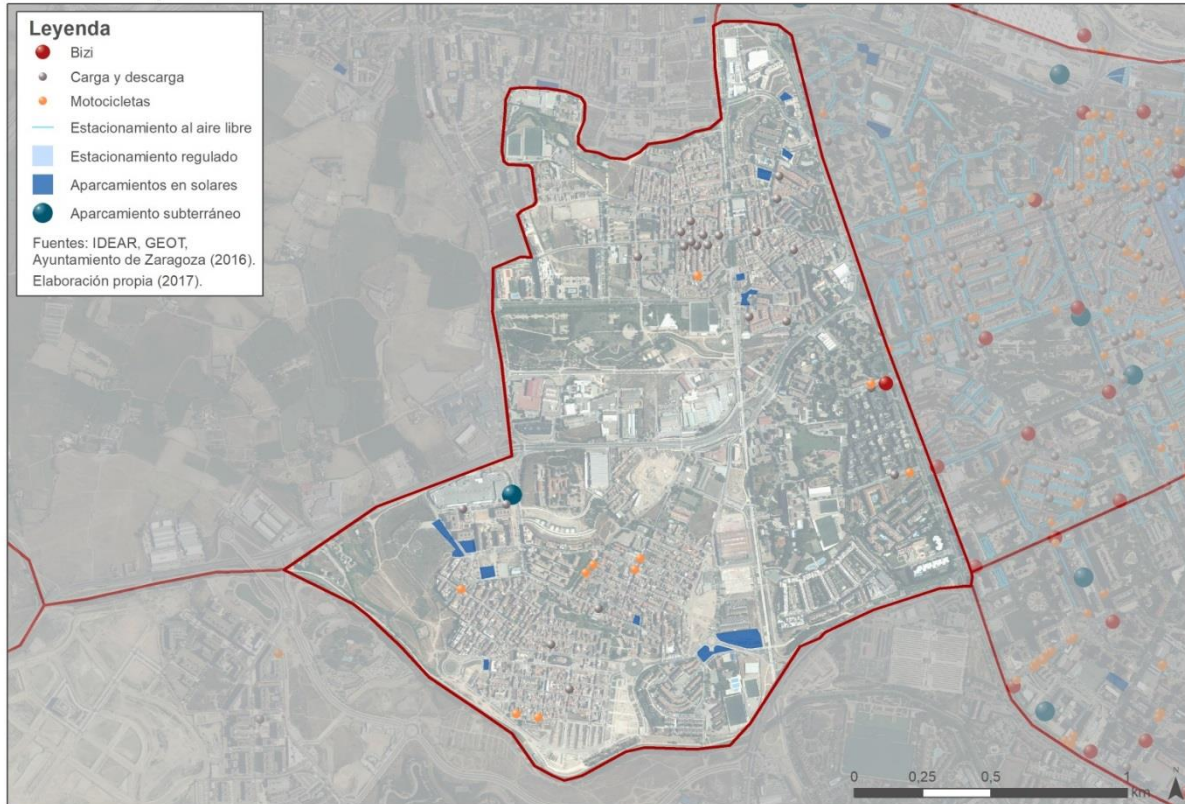 Leyenda
Bizi
Carga y descarga
Motocicletas
Estacionamiento al aire libre
Estacionamiento regulado
Aparcamientos en solares
Aparcamiento subterráneo
Fuentes: IDEAR, GEOT,
Ayuntamiento de Zaragoza (2016).
Elaboración propia (2017).
0 0,25 0,5 1
km
N